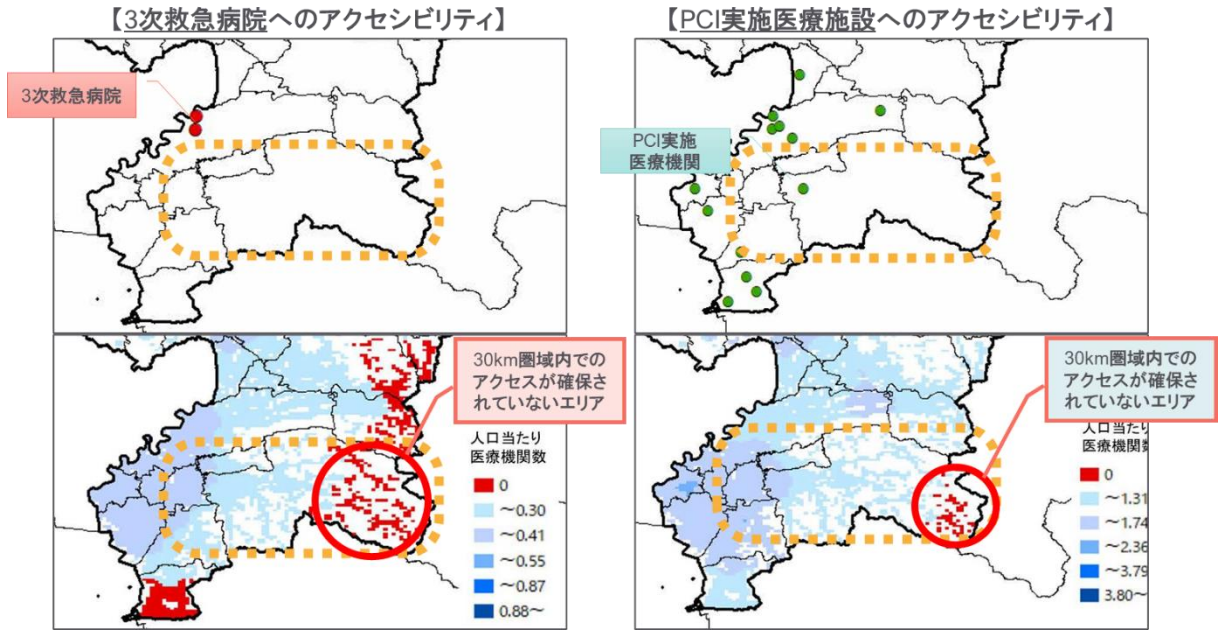 【3次救急病院へのアクセシビリティ】
3次救急病院
30km圏域内での
アクセスが確保さ
れていないエリア
人口当たり
医療機関数
0
～0.30
～0.41
～0.55
～0.87
0.88～
【PCI実施医療施設へのアクセシビリティ】
PCI実施
医療機関
30km圏域内での
アクセスが確保さ
れていないエリア
人口当たり
医療機関数
0
～1.31
～1.74
～2.36
～3.79
3.80～